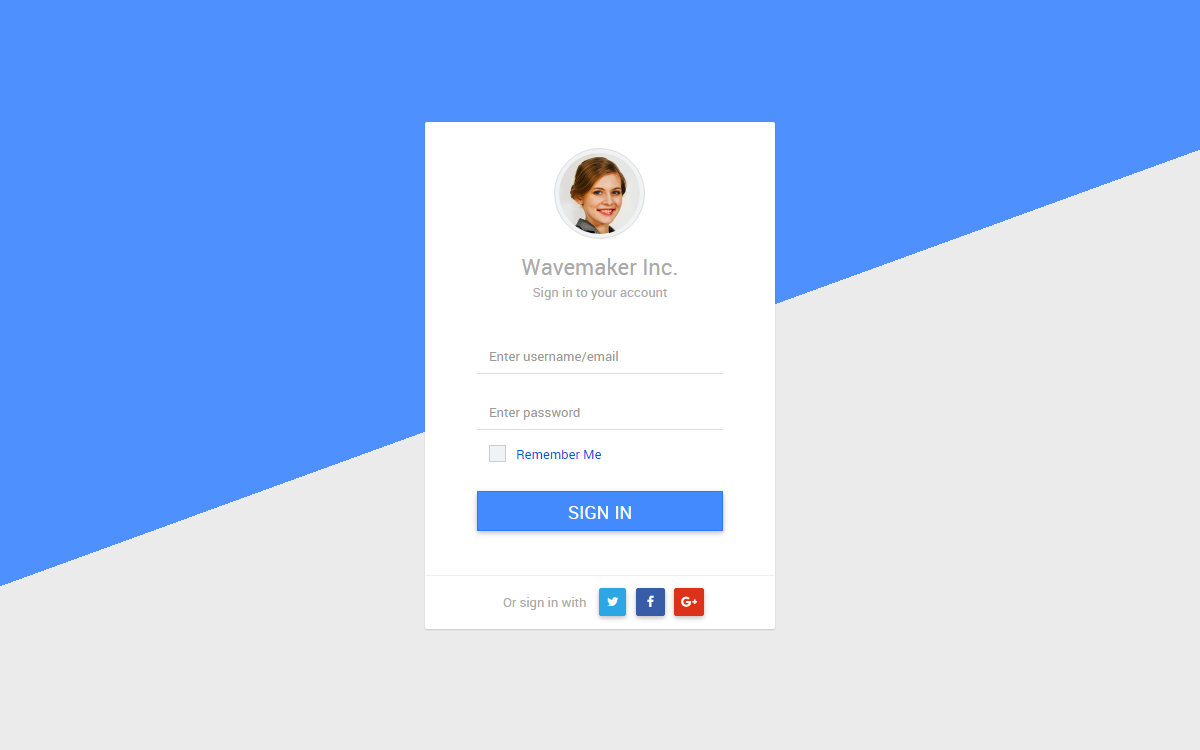 Wavemaker Inc.
Sign in to your account
Enter username/email
Enter password
Remember Me
SIGN IN
Or sign in with